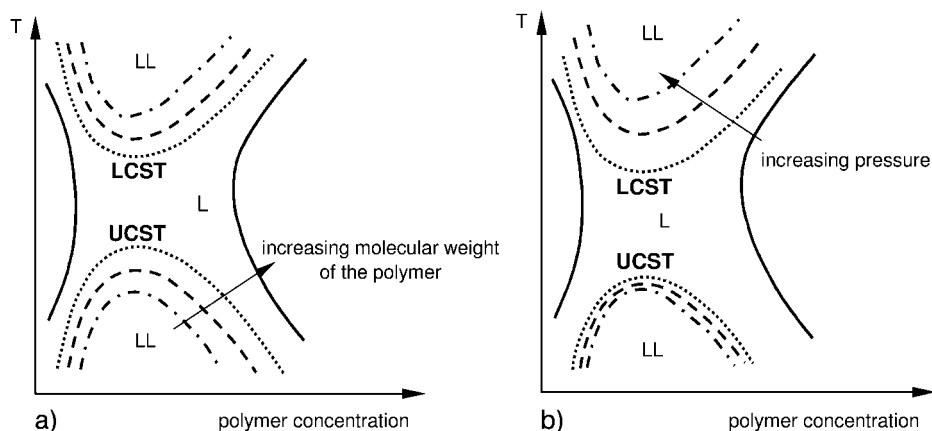 T
LL
LCST
L
UCST
increasing molecular weight
of the polymer
LL
a)
polymer concentration
T
LL
increasing pressure
LCST
L
UCST
LL
b)
polymer concentration